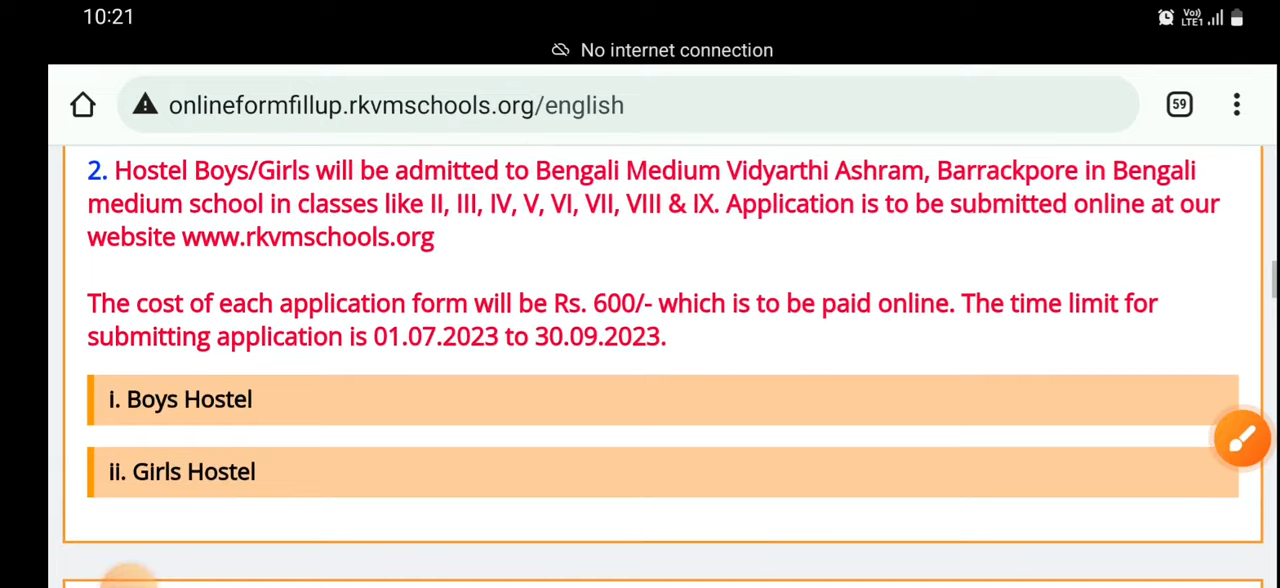 10:21
Vo)) LTE1
No internet connection
onlineformfillup.rkvmschools.org/english
59
2. Hostel Boys/Girls will be admitted to Bengali Medium Vidyarthi Ashram, Barrackpore in Bengali
medium school in classes like II, III, IV, V, VI, VII, VIII & IX. Application is to be submitted online at our
website www.rkvmschools.org
The cost of each application form will be Rs. 600/- which is to be paid online. The time limit for
submitting application is 01.07.2023 to 30.09.2023.
i. Boys Hostel
ii. Girls Hostel